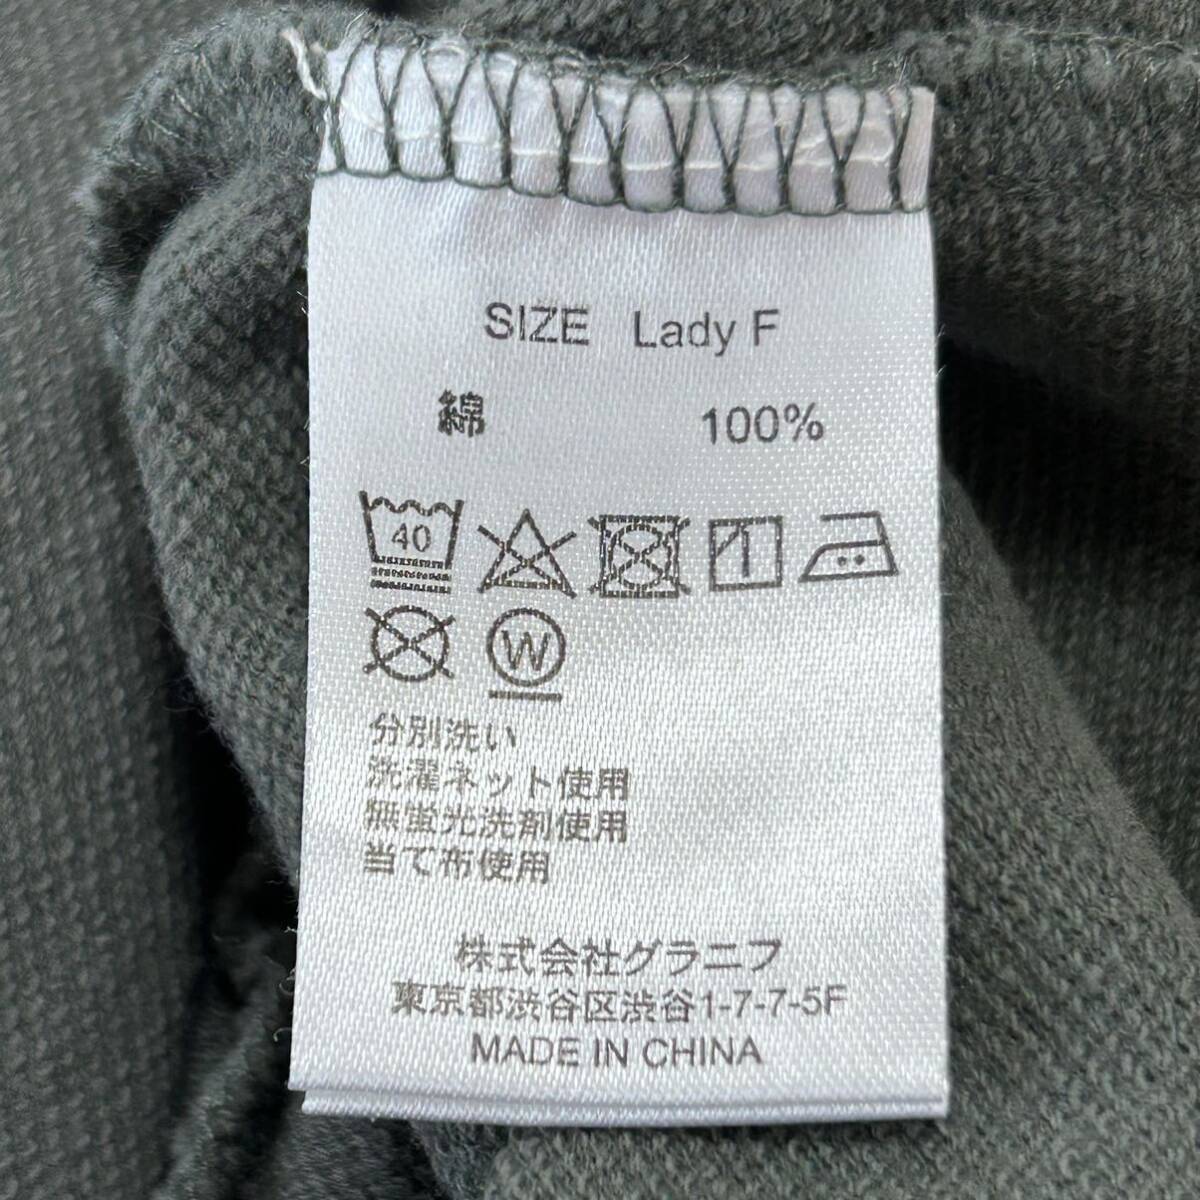 SIZE Lady F
綿 100%
40
W
分別洗い
洗濯ネット使用
無蛍光洗剤使用
当て布使用
株式会社グラニフ
東京都渋谷区渋谷1-7-7-5F
MADE IN CHINA